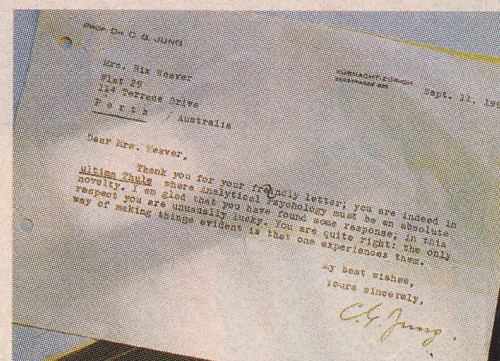 PROF. DR. C. G. JUNG
KÜSNACHT-ZÜRICH
Sept. 12, 195
Mrs. Rix Weaver
Flat 29
114 Terrace Drive
Perth / Australia
Dear Mrs. Weaver,
Thank you for your friendly letter; you are indeed in
ultima Thule where Analytical Psychology must be an absolute
novelty. I am glad that you have found some response; in this
respect you are unusually lucky. You are quite right: the only
way of making things evident is that one experiences them.
My best wishes,
Yours sincerely,
C. G. Jung.